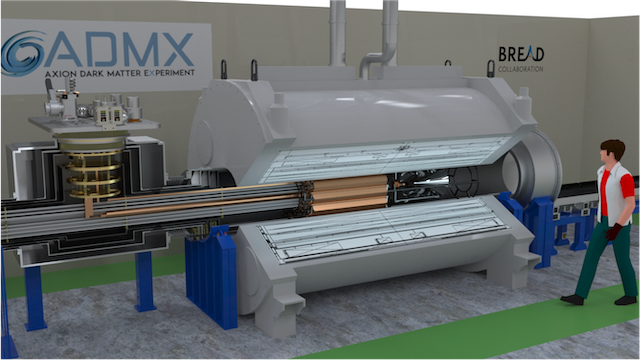 ADMX
AXION DARK MATTER EXPERIMENT
BREAD
COLLABORATION